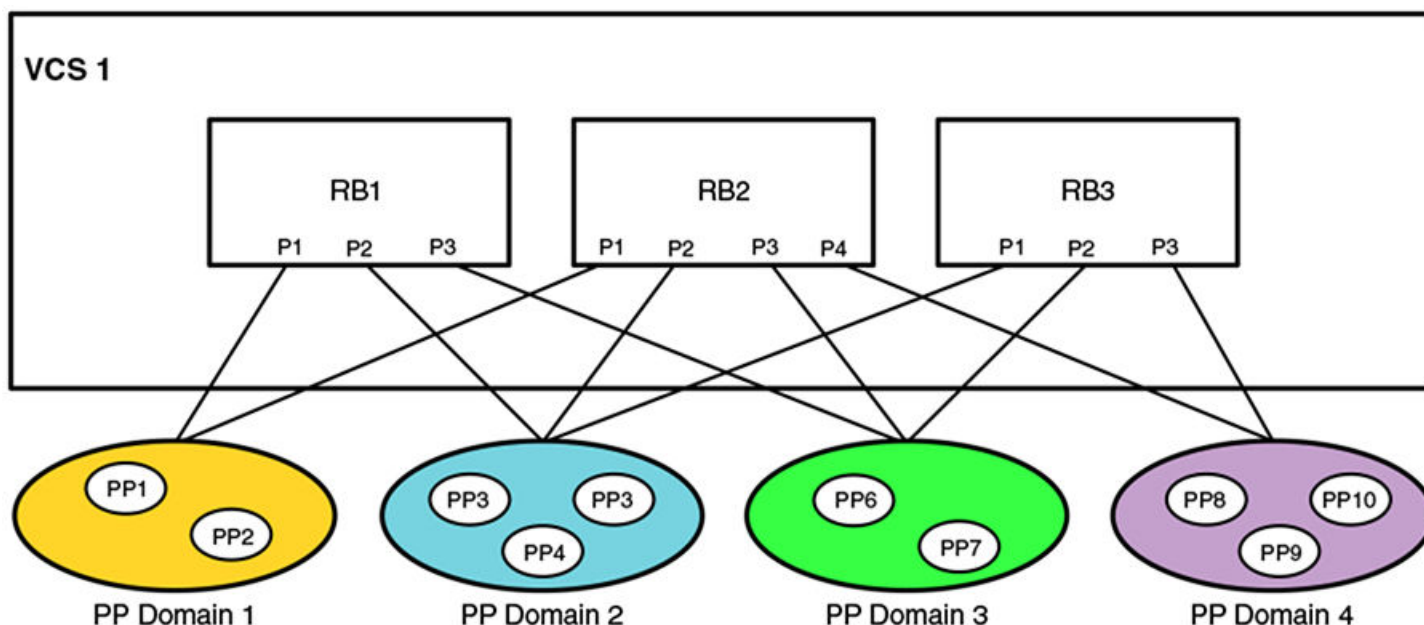 VCS 1
RB1 RB2 RB3
P1 P2 P3 P1 P2 P3 P4 P1 P2 P3
PP1 PP3 PP3 PP6 PP8 PP10
PP2 PP4 PP7 PP9
PP Domain 1 PP Domain 2 PP Domain 3 PP Domain 4